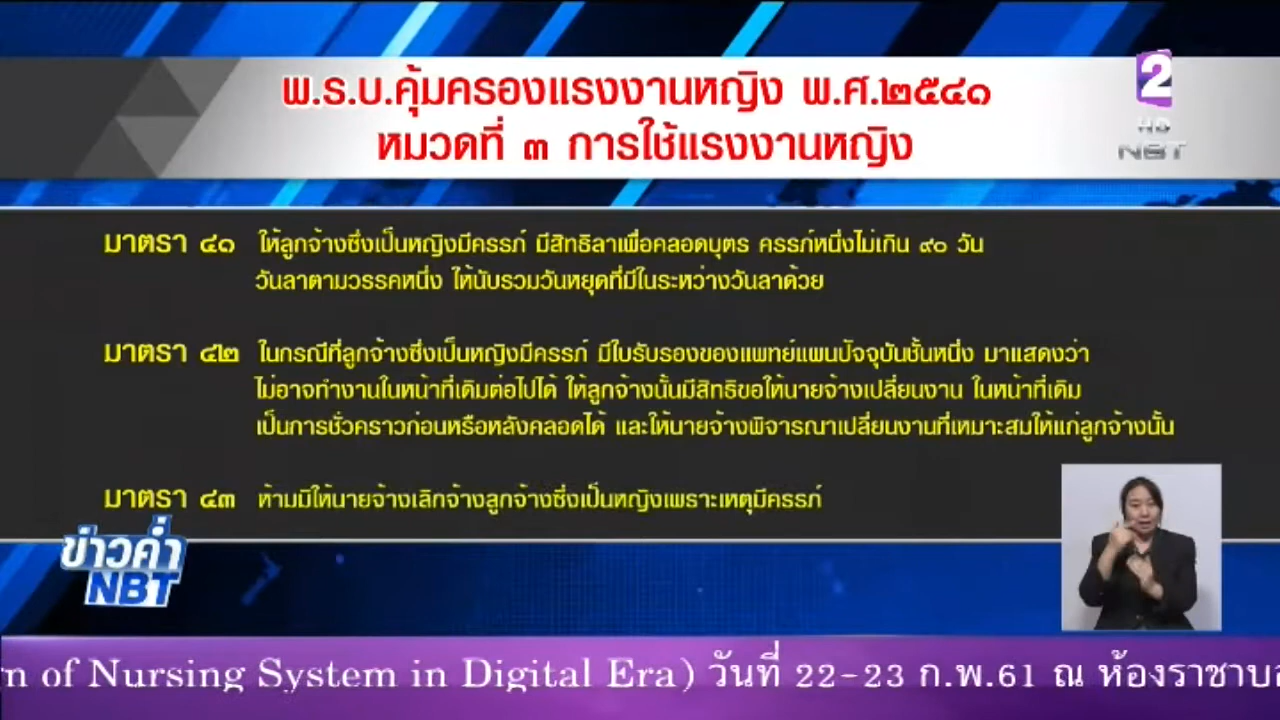 พ.ร.บ.คุ้มครองแรงงานหญิง พ.ศ.๒๕๔๑
หมวดที่ ๓ การใช้แรงงานหญิง
2
HD
NBT
มาตรา ๔๑ ให้ลูกจ้างซึ่งเป็นหญิงมีครรภ์ มีสิทธิลาเพื่อคลอดบุตร ครรภ์หนึ่งไม่เกิน ๙๐ วัน
วันลาตามวรรคหนึ่ง ให้นับรวมวันหยุดที่มีในระหว่างวันลาด้วย
มาตรา ๔๒ ในกรณีที่ลูกจ้างซึ่งเป็นหญิงมีครรภ์ มีใบรับรองของแพทย์แผนปัจจุบันชั้นหนึ่ง มาแสดงว่า
ไม่อาจทำงานในหน้าที่เดิมต่อไปได้ ให้ลูกจ้างนั้นมีสิทธิขอให้นายจ้างเปลี่ยนงาน ในหน้าที่เดิม
เป็นการชั่วคราวก่อนหรือหลังคลอดได้ และให้นายจ้างพิจารณาเปลี่ยนงานที่เหมาะสมให้แก่ลูกจ้างนั้น
มาตรา ๔๓ ห้ามมิให้นายจ้างเลิกจ้างลูกจ้างซึ่งเป็นหญิงเพราะเหตุมีครรภ์
ข่าวค่ำ
NBT
of Nursing System in Digital Era) วันที่ 22-23 ก.พ.61 ณ ห้องราชาบ